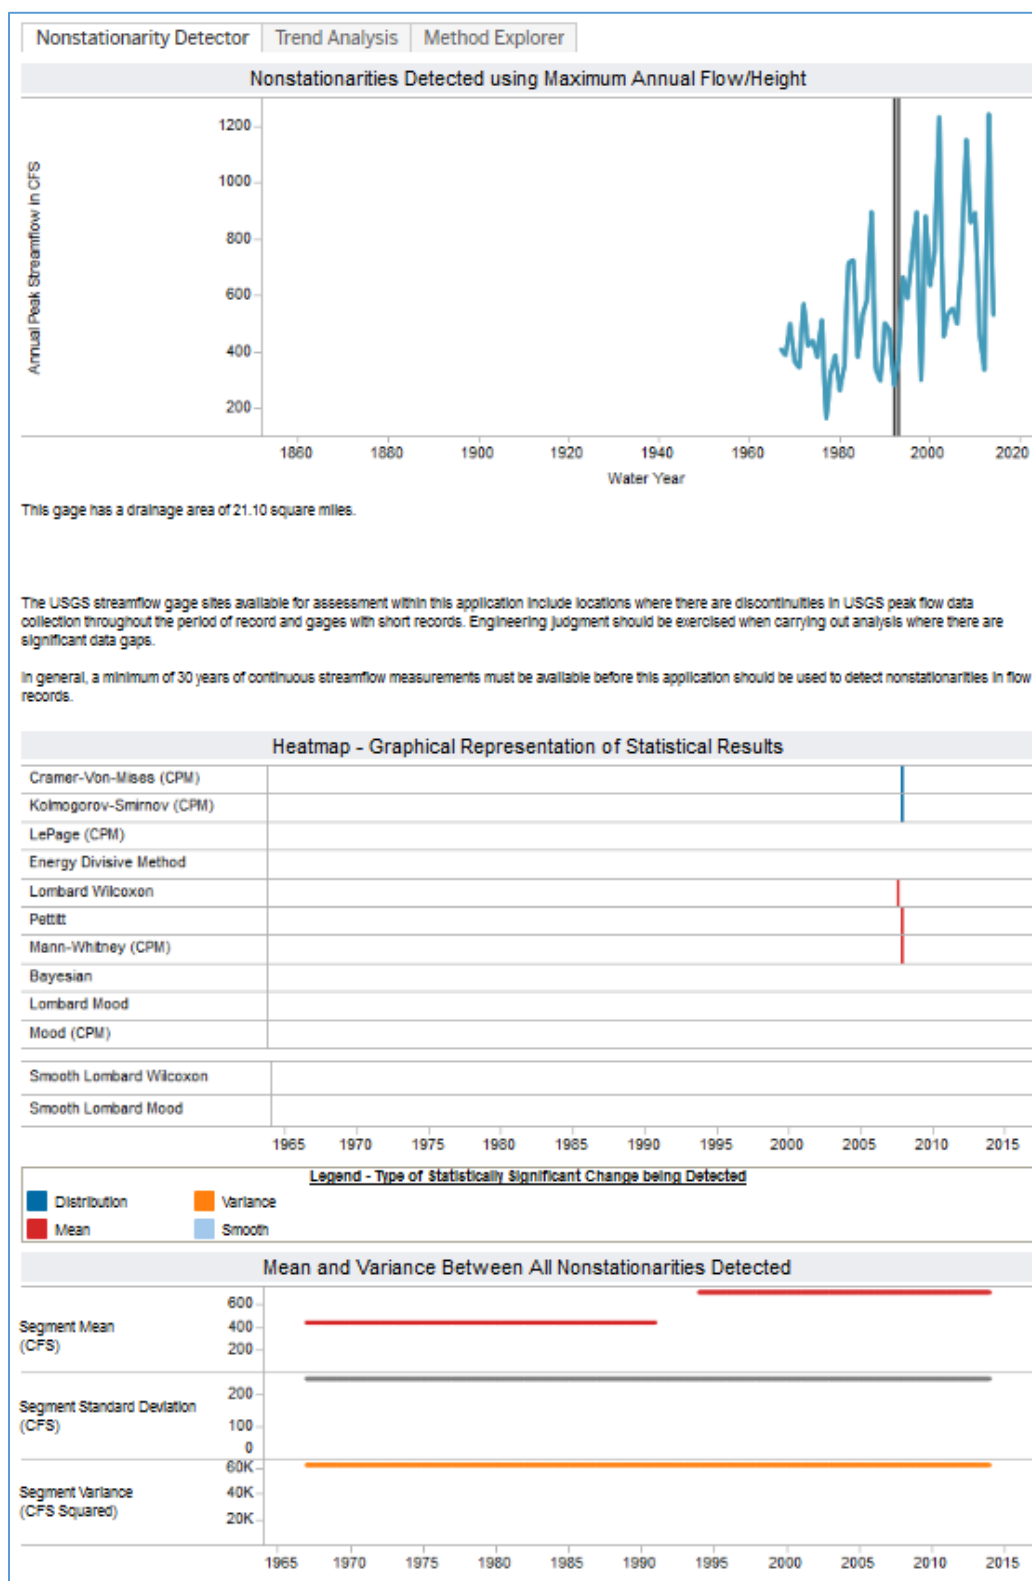 Nonstationarity Detector Trend Analysis Method Explorer
Nonstationarities Detected using Maximum Annual Flow/Height
Annual Peak Streamflow in CFS
1200
1000
800
600
400
200
1860 1880 1900 1920 1940 1960 1980 2000 2020
Water Year
This gage has a drainage area of 21.10 square miles.
The USGS streamflow gage sites available for assessment within this application include locations where there are discontinuities in USGS peak flow data
collection throughout the period of record and gages with short records. Engineering judgment should be exercised when carrying out analysis where there are
significant data gaps.
In general, a minimum of 30 years of continuous streamflow measurements must be available before this application should be used to detect nonstationarities in flow
records.
Heatmap - Graphical Representation of Statistical Results
Cramer-Von-Mises (CPM)
Kolmogorov-Smirnov (CPM)
LePage (CPM)
Energy Divisive Method
Lombard Wilcoxon
Pettitt
Mann-Whitney (CPM)
Bayesian
Lombard Mood
Mood (CPM)
Smooth Lombard Wilcoxon
Smooth Lombard Mood
1965 1970 1975 1980 1985 1990 1995 2000 2005 2010 2015
Legend - Type of Statistically Significant Change being Detected
Distribution Variance
Mean Smooth
Mean and Variance Between All Nonstationarities Detected
Segment Mean
(CFS)
600
400
200
Segment Standard Deviation
(CFS)
200
100
0
Segment Variance
(CFS Squared)
60K
40K
20K
1965 1970 1975 1980 1985 1990 1995 2000 2005 2010 2015